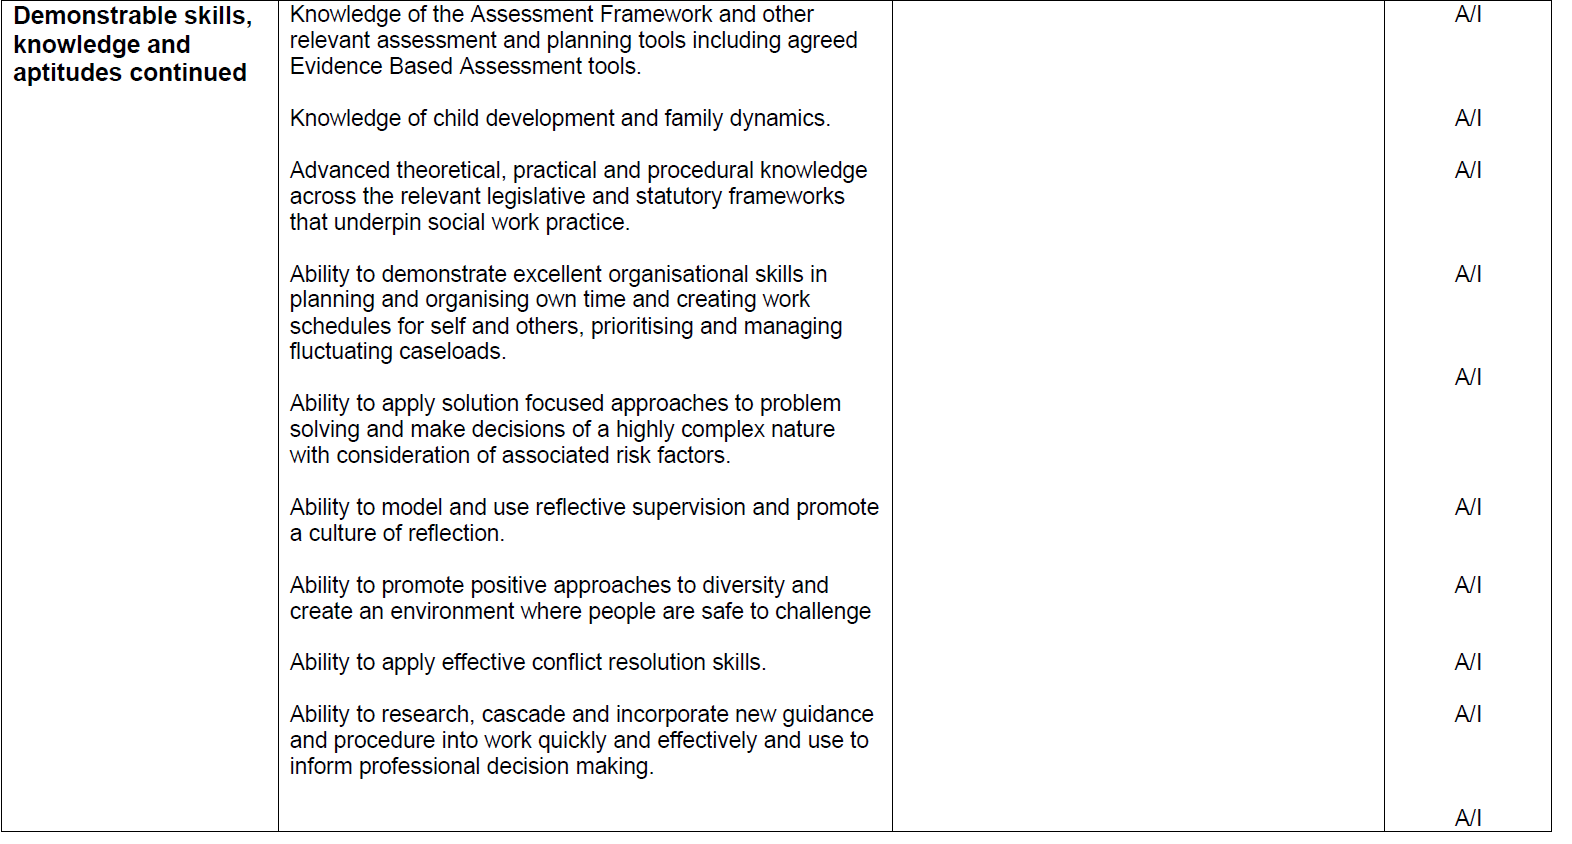 Demonstrable skills,
knowledge and
aptitudes continued
Knowledge of the Assessment Framework and other
relevant assessment and planning tools including agreed
Evidence Based Assessment tools.
A/I
Knowledge of child development and family dynamics.
A/I
Advanced theoretical, practical and procedural knowledge
across the relevant legislative and statutory frameworks
that underpin social work practice.
A/I
Ability to demonstrate excellent organisational skills in
planning and organising own time and creating work
schedules for self and others, prioritising and managing
fluctuating caseloads.
A/I
A/I
Ability to apply solution focused approaches to problem
solving and make decisions of a highly complex nature
with consideration of associated risk factors.
Ability to model and use reflective supervision and promote
a culture of reflection.
A/I
Ability to promote positive approaches to diversity and
create an environment where people are safe to challenge
A/I
Ability to apply effective conflict resolution skills.
A/I
Ability to research, cascade and incorporate new guidance
and procedure into work quickly and effectively and use to
inform professional decision making.
A/I
A/I